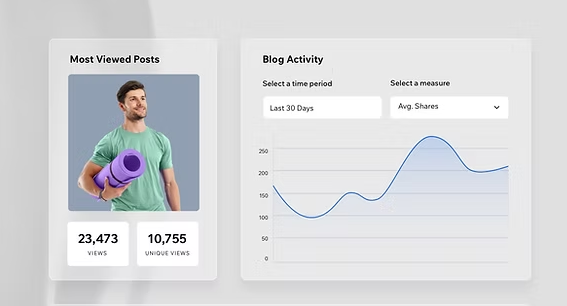 Most Viewed Posts
23,473
VIEWS
10,755
UNIQUE VIEWS
Blog Activity
Select a time period
Select a measure
Last 30 Days
Avg. Shares
250
200
150
100
50
0